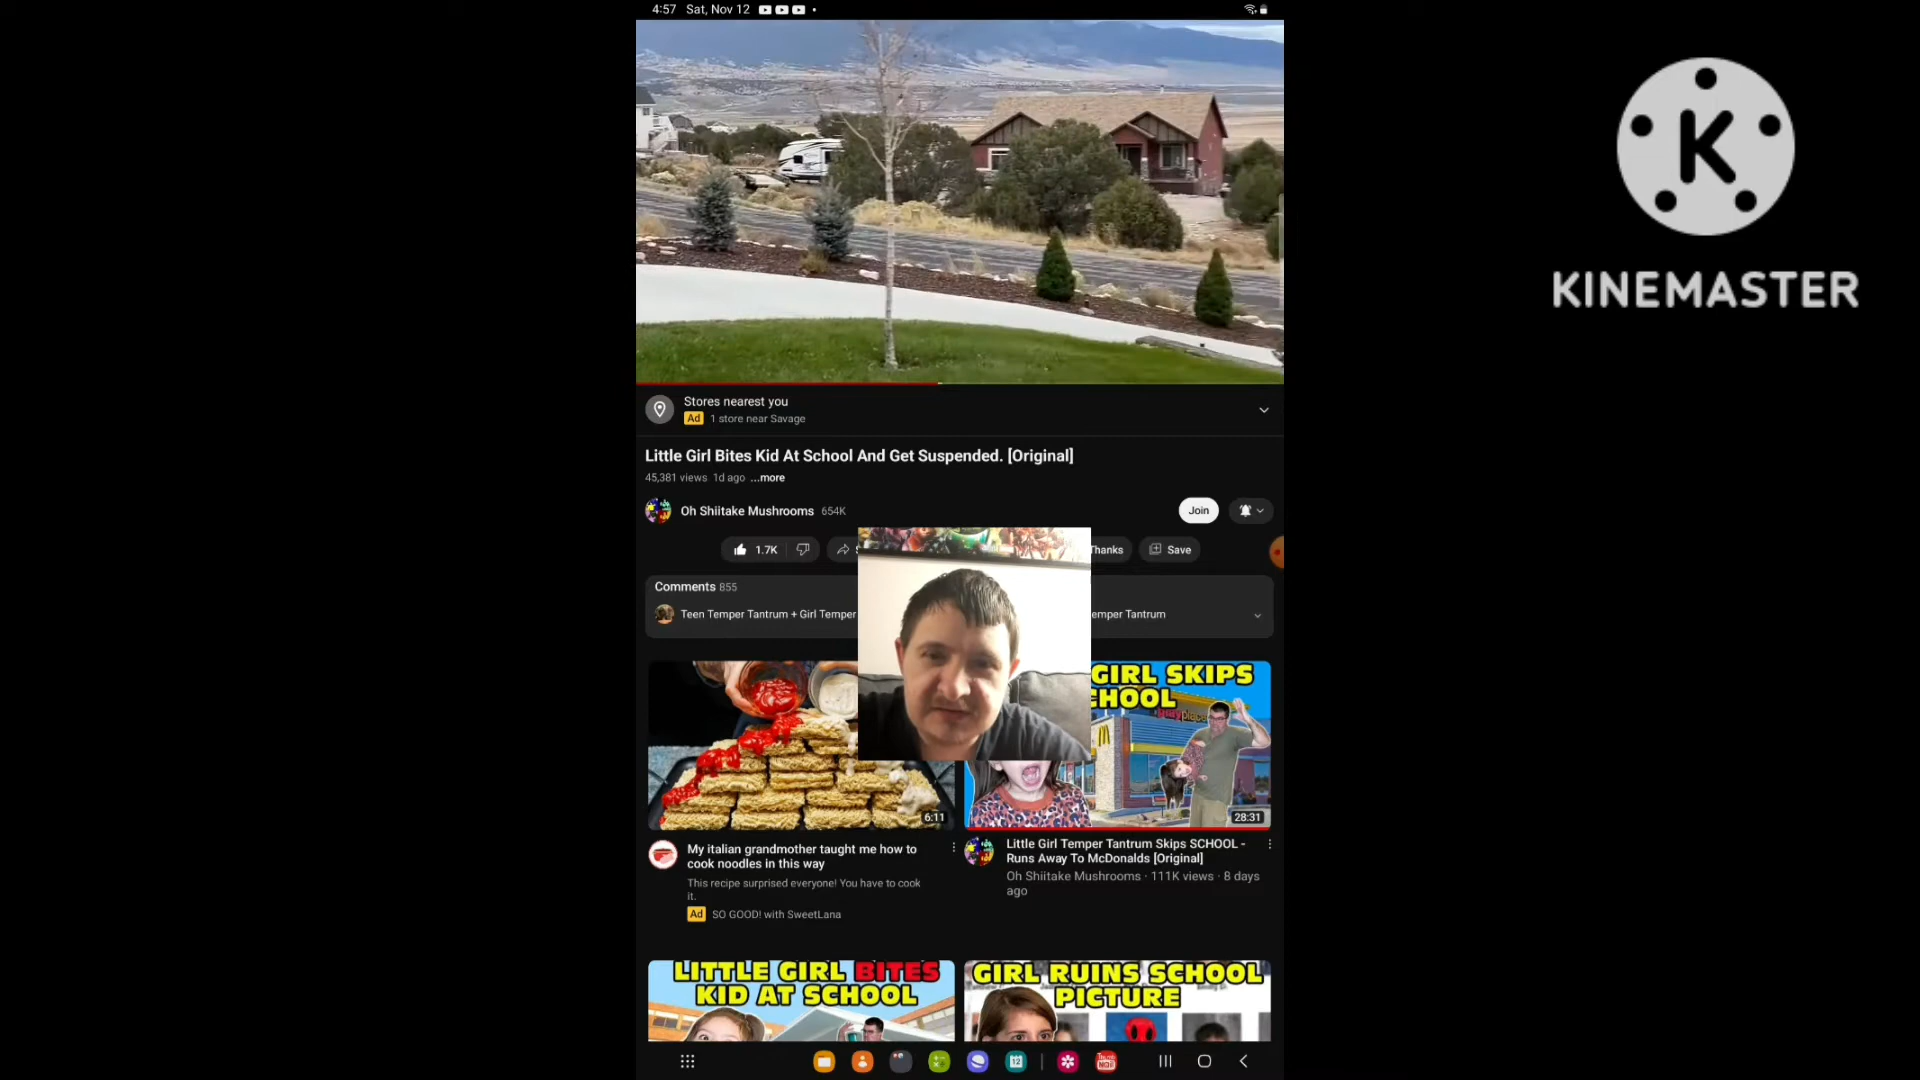 4:57 Sat, Nov 12
K
KINEMASTER
Stores nearest you
Ad 1 store near Savage
Little Girl Bites Kid At School And Get Suspended. [Original]
45,381 views 1d ago ...more
Oh Shiitake Mushrooms 654K
Join
1.7K
Thanks
Save
Comments 855
Teen Temper Tantrum + Girl Temper
emper Tantrum
GIRL SKIPS
CHOOL
6:11
28:31
My italian grandmother taught me how to
cook noodles in this way
This recipe surprised everyone! You have to cook
it.
Ad SO GOOD! with SweetLana
Little Girl Temper Tantrum Skips SCHOOL -
Runs Away To McDonalds [Original]
Oh Shiitake Mushrooms · 111K views · 8 days
ago
LITTLE GIRL BITES
KID AT SCHOOL
GIRL RUINS SCHOOL
PICTURE
12